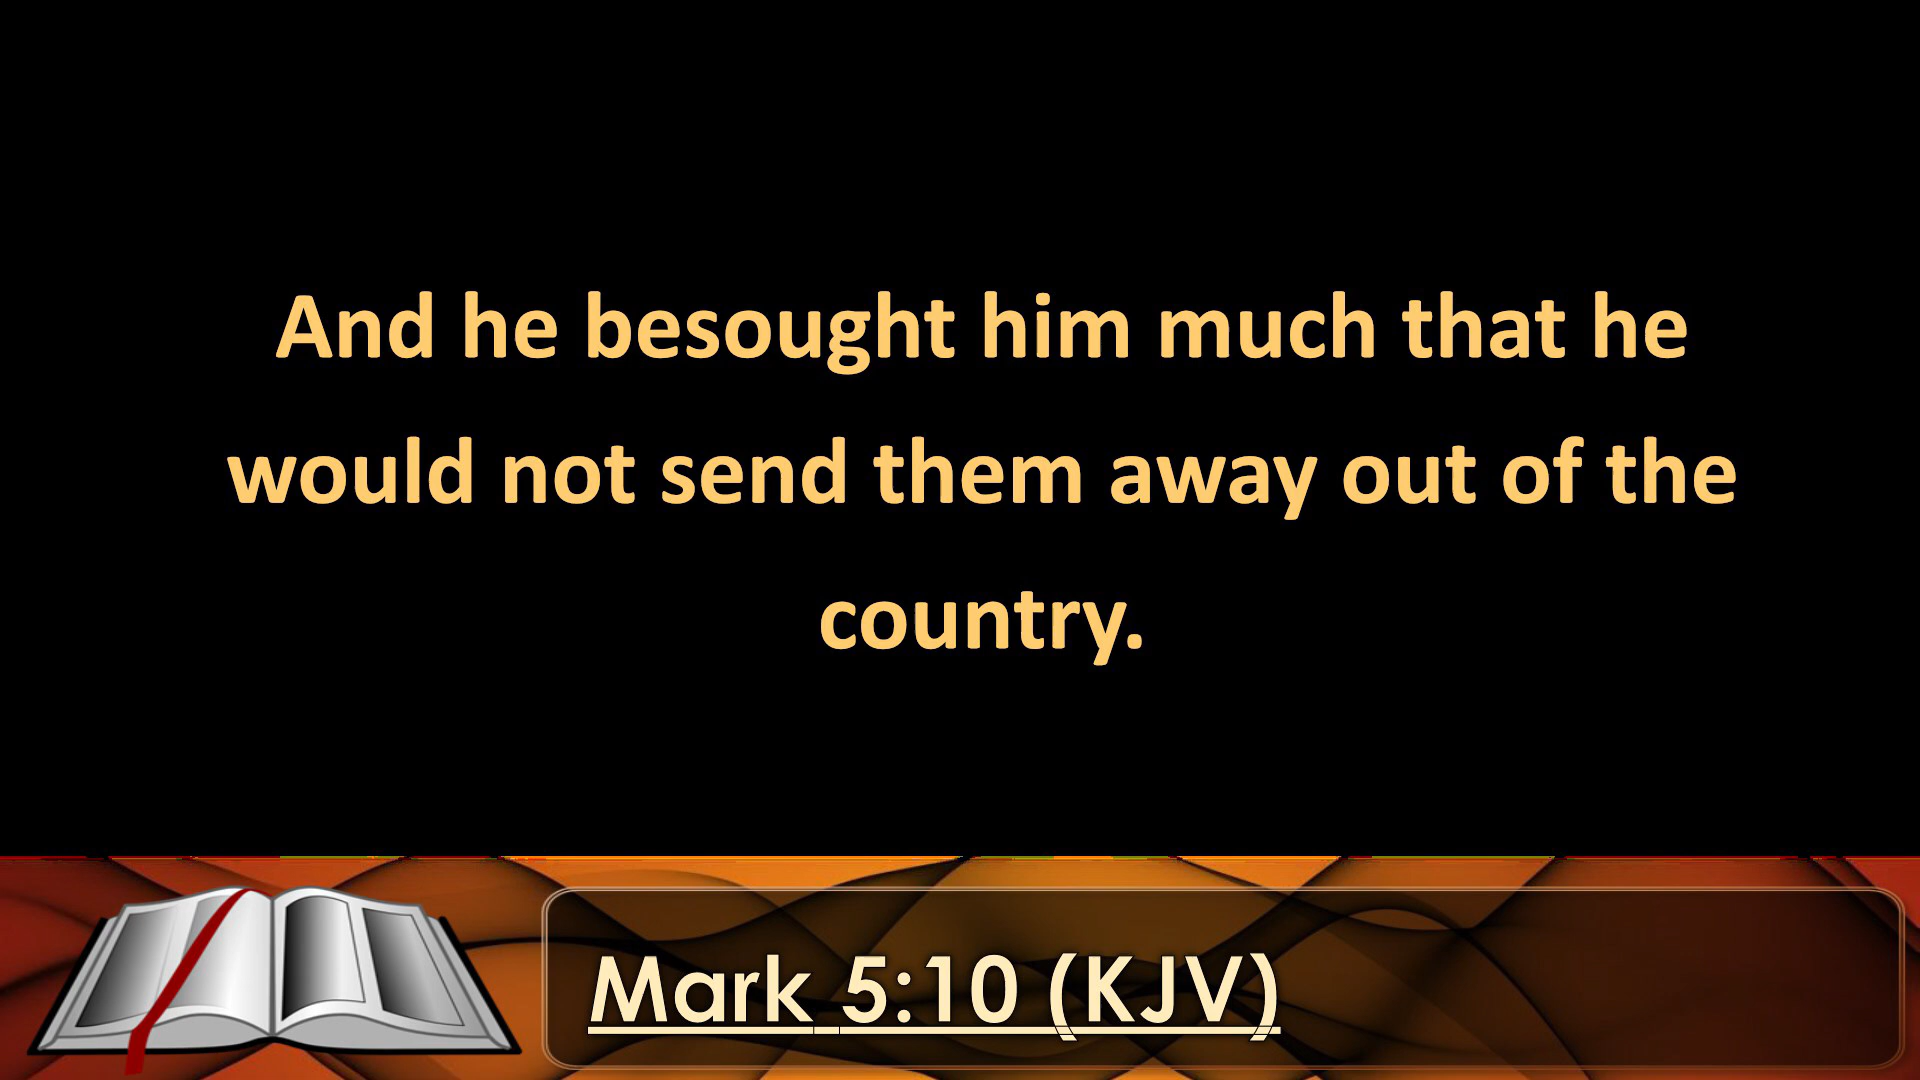 And he besought him much that he
would not send them away out of the
country.
Mark 5:10 (KJV)